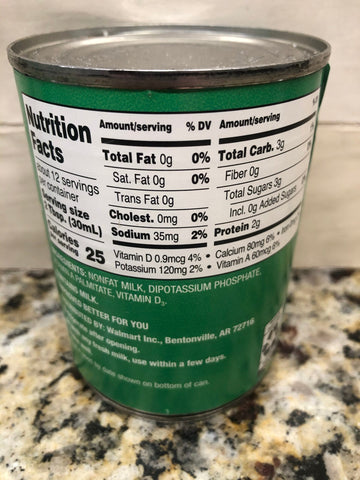 Nutrition
Facts
about 12 servings
per container
Serving size
Tbsp. (30mL)
Calories
per serving 25
Amount/serving % DV
Total Fat 0g 0%
Sat. Fat 0g 0%
Trans Fat 0g
Cholest. 0mg 0%
Sodium 35mg 2%
Amount/serving
Total Carb. 3g
Fiber 0g
Total Sugars 3g
Incl. 0g Added Sugars
Protein 2g
Vitamin D 0.9mcg 4% • Calcium 80mg 6% •
Potassium 120mg 2% • Vitamin A 60mcg 6%
NONFAT MILK, DIPOTASSIUM PHOSPHATE,
PALMITATE, VITAMIN D3.
MILK.
BETTER FOR YOU
BY: Walmart Inc., Bentonville, AR 72716
after opening.
any fresh milk, use within a few days.
to date shown on bottom of can.